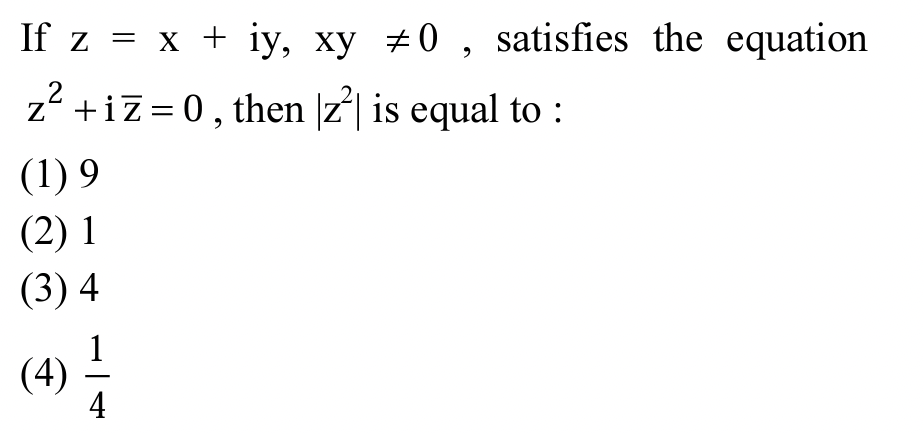 If z = x + iy, xy ≠ 0 , satisfies the equation
z² + i z̅ = 0 , then |z²| is equal to :
(1) 9
(2) 1
(3) 4
(4) 1/4